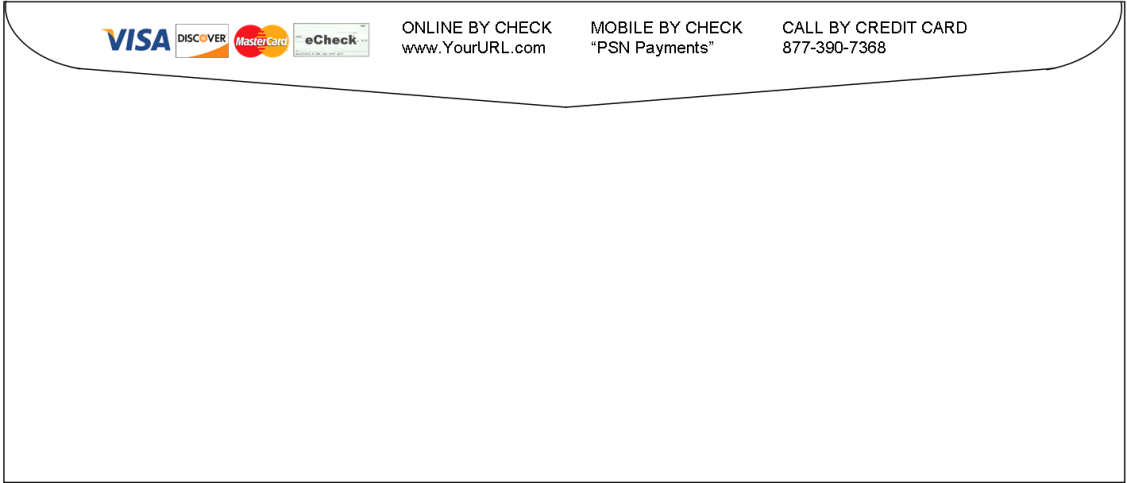 VISA DISCOVER MasterCard eCheck
ONLINE BY CHECK
www.YourURL.com
MOBILE BY CHECK
“PSN Payments”
CALL BY CREDIT CARD
877-390-7368